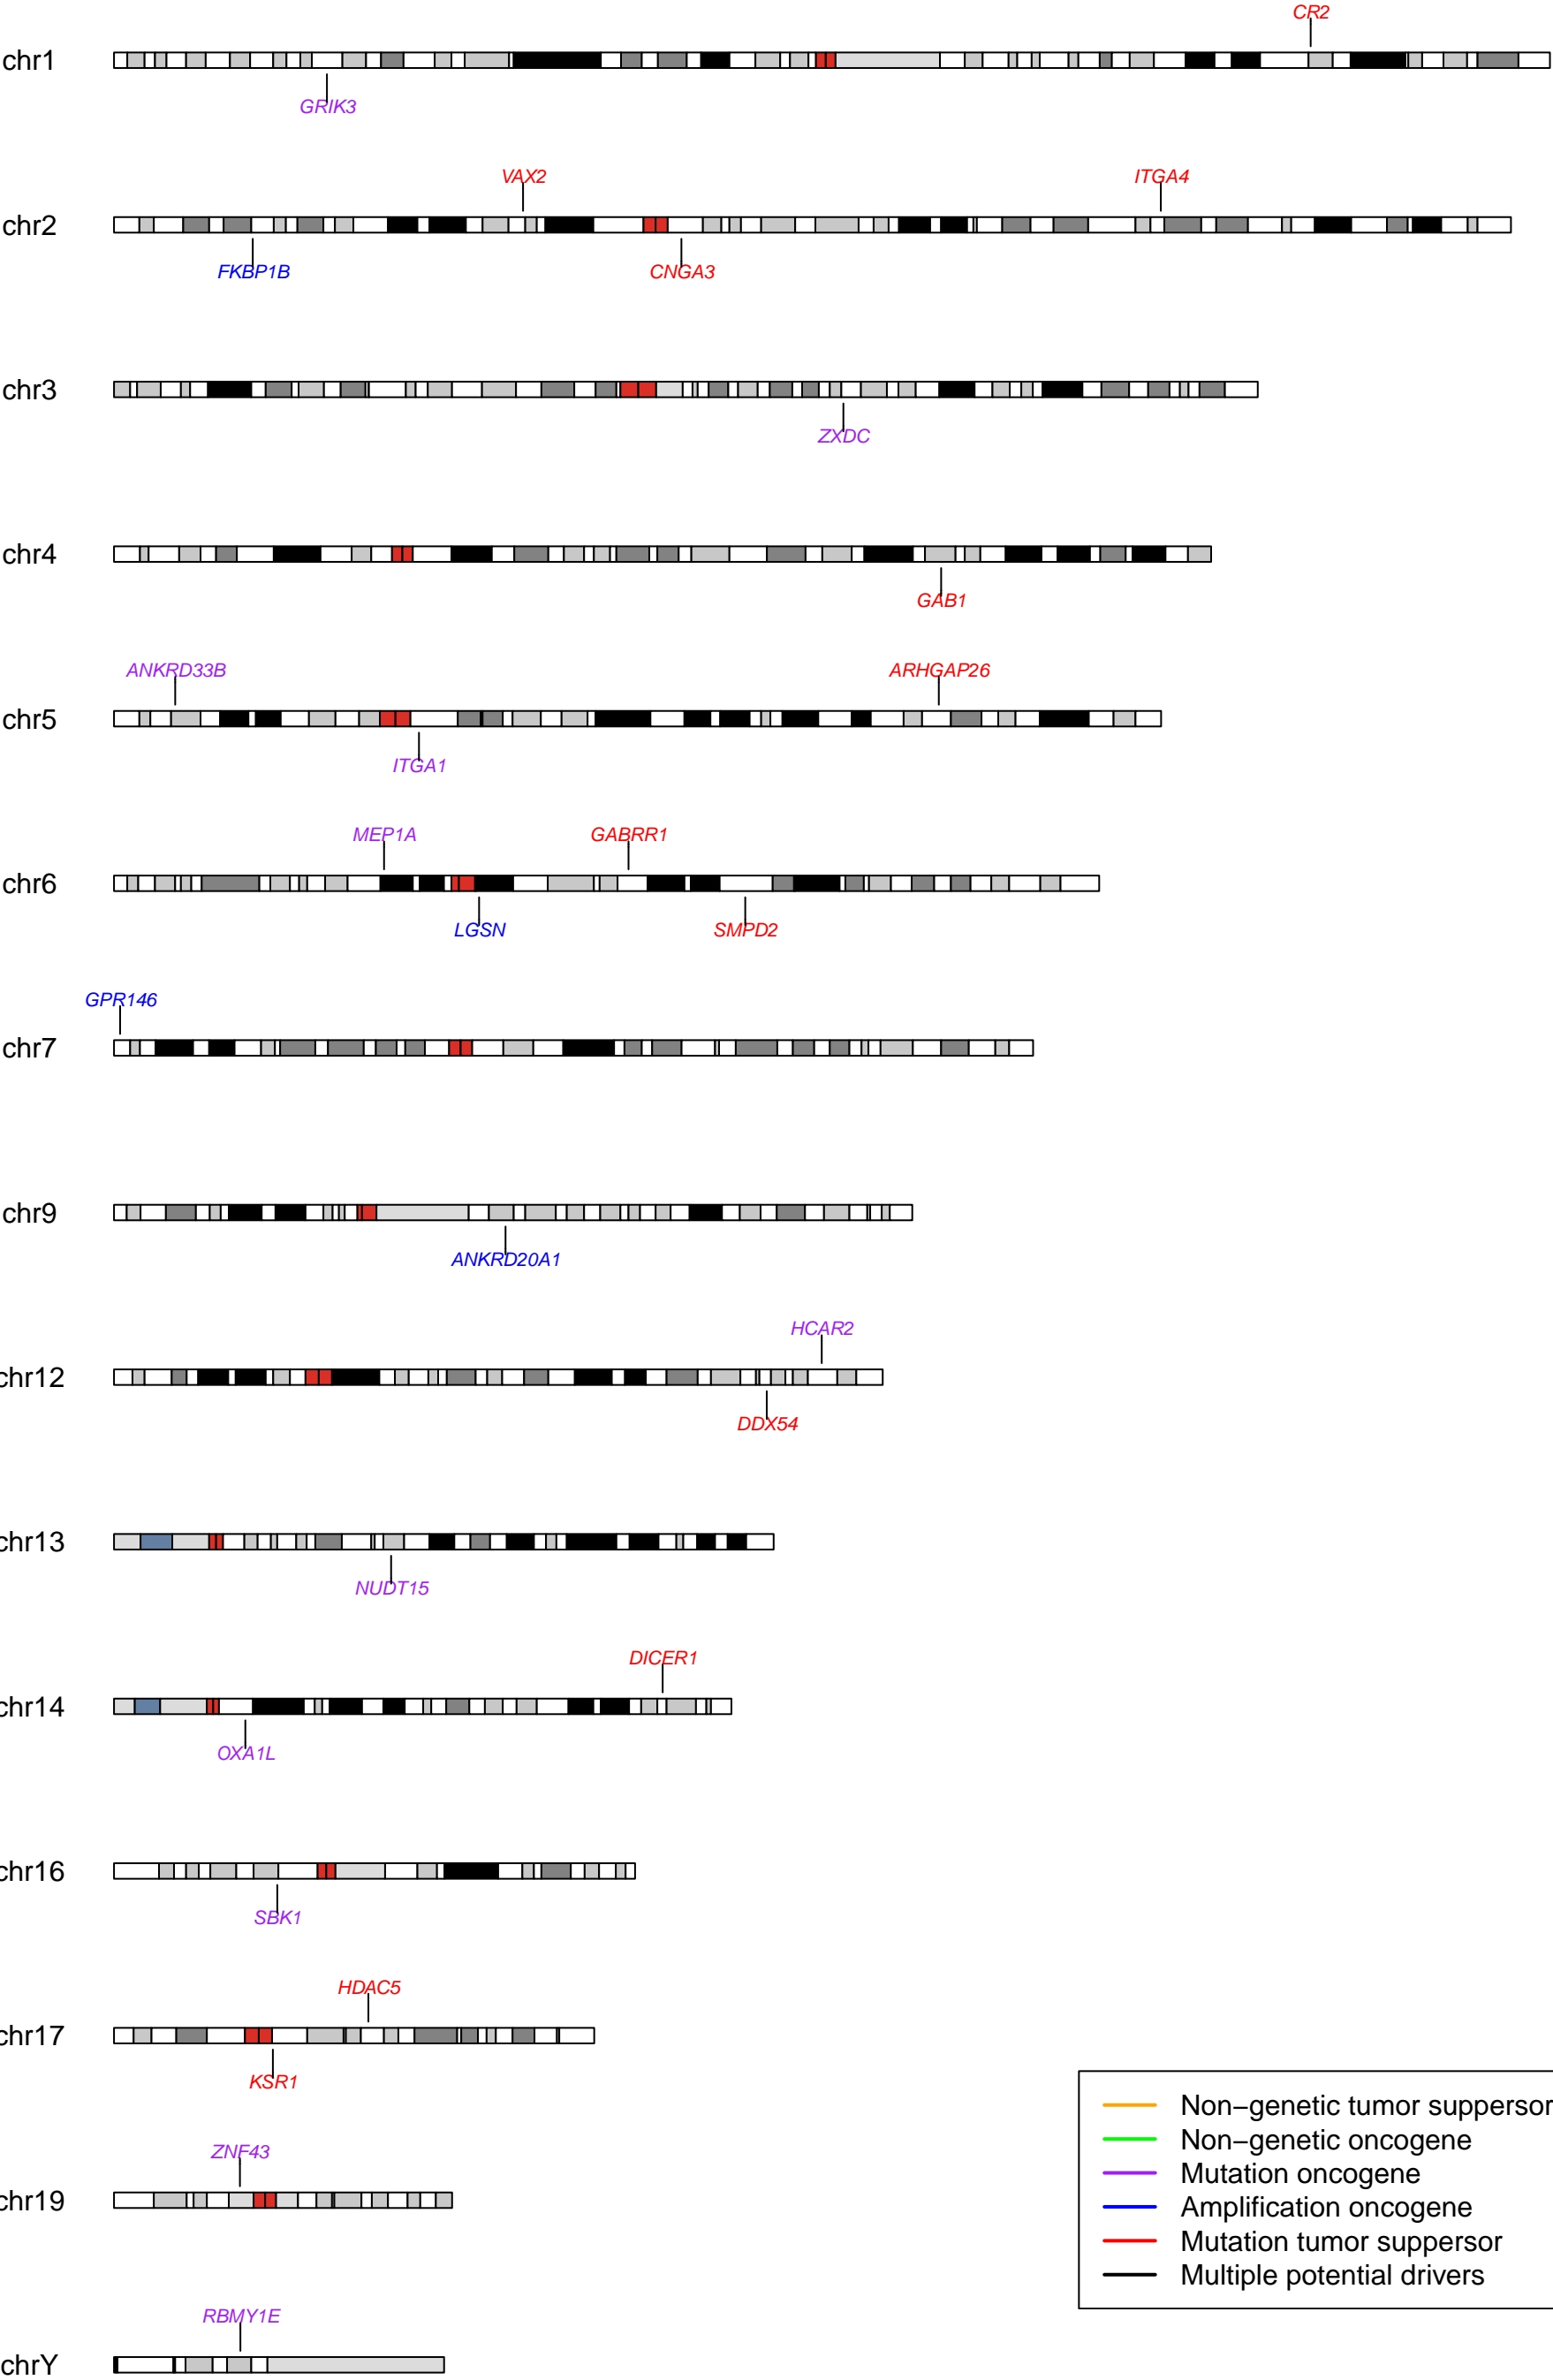 CR2
chr1
GRIK3
VAX2 ITGA4
chr2
FKBP1B CNGA3
chr3
ZXDC
chr4
GAB1
ANKRD33B ARHGAP26
chr5
ITGA1
MEP1A GABRR1
chr6
LGSN SMPD2
GPR146
chr7
chr9
ANKRD20A1
HCAR2
chr12
DDX54
chr13
NUDT15
DICER1
chr14
OXA1L
chr16
SBK1
HDAC5
chr17
KSR1
ZNF43
chr19
RBMY1E
chrY
Non−genetic tumor suppersor
Non−genetic oncogene
Mutation oncogene
Amplification oncogene
Mutation tumor suppersor
Multiple potential drivers